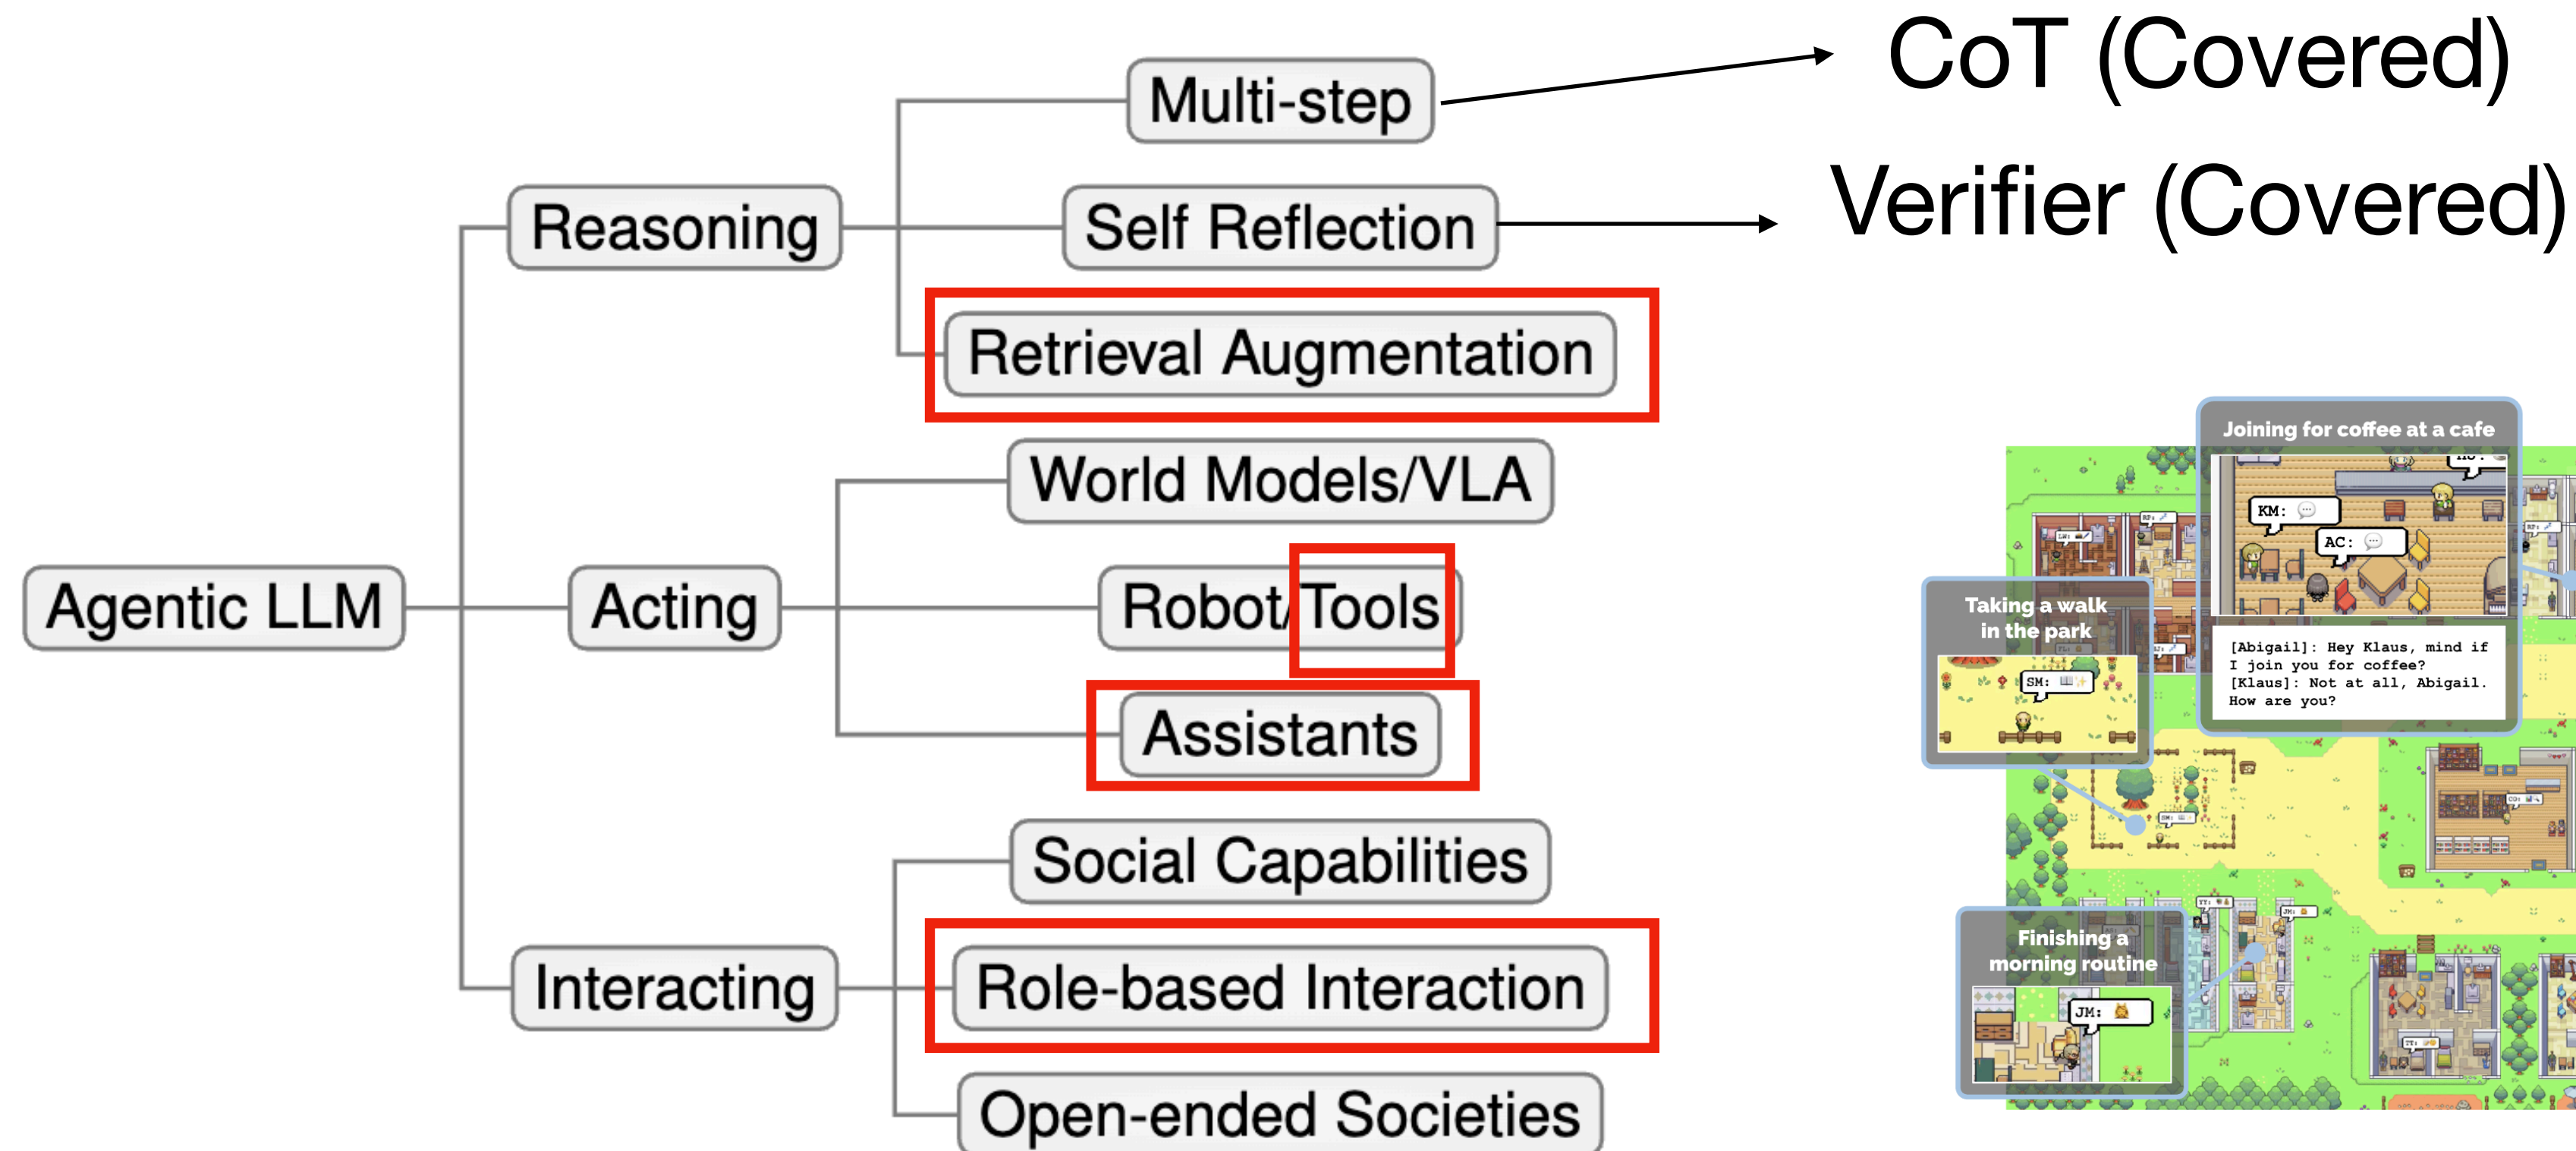 CoT (Covered)
Multi-step
Verifier (Covered)
Reasoning
Self Reflection
Retrieval Augmentation
World Models/VLA
Agentic LLM
Acting
Robot/Tools
Assistants
Social Capabilities
Interacting
Role-based Interaction
Open-ended Societies
Joining for coffee at a cafe
KM:
AC:
[Abigail]: Hey Klaus, mind if
I join you for coffee?
[Klaus]: Not at all, Abigail.
How are you?
Taking a walk
in the park
SM:
Finishing a
morning routine
JM: